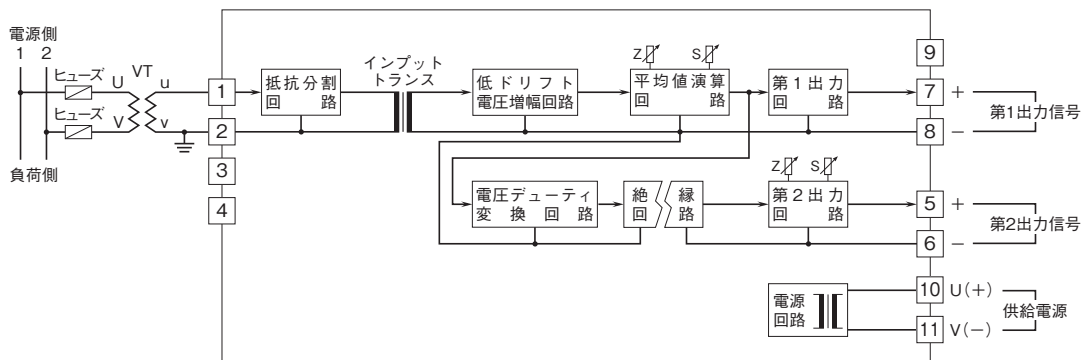 電源側
1 2
ヒューズ
ヒューズ
U VT u
V v
負荷側
1
2
3
4
抵抗分割
回路
インプット
トランス
低ドリフト
電圧増幅回路
Z S
平均値演算
回路
第1出力
回路
9
7 +
8 −
第1出力信号
電圧デューティ
変換回路
絶縁
回路
Z S
第2出力
回路
5 +
6 −
第2出力信号
電源
回路
10 U(+)
11 V(−)
供給電源